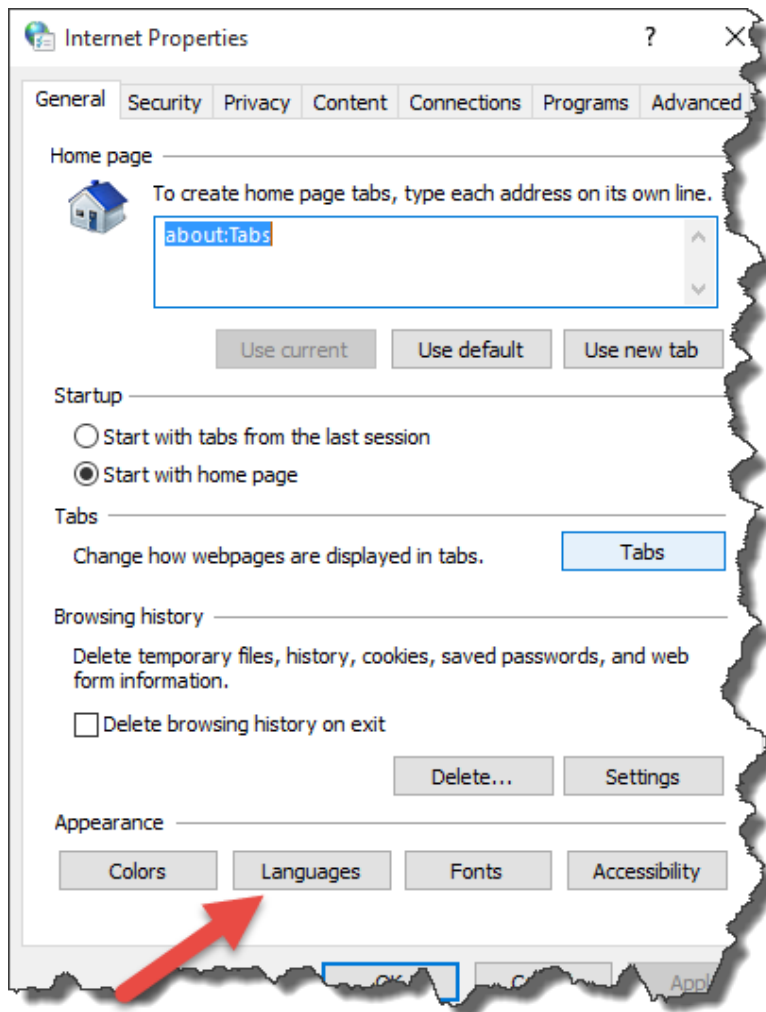 Internet Properties ?
General Security Privacy Content Connections Programs Advanced
Home page
To create home page tabs, type each address on its own line.
about:Tabs
Use current Use default Use new tab
Startup
Start with tabs from the last session
Start with home page
Tabs
Change how webpages are displayed in tabs. Tabs
Browsing history
Delete temporary files, history, cookies, saved passwords, and web
form information.
Delete browsing history on exit
Delete... Settings
Appearance
Colors Languages Fonts Accessibility